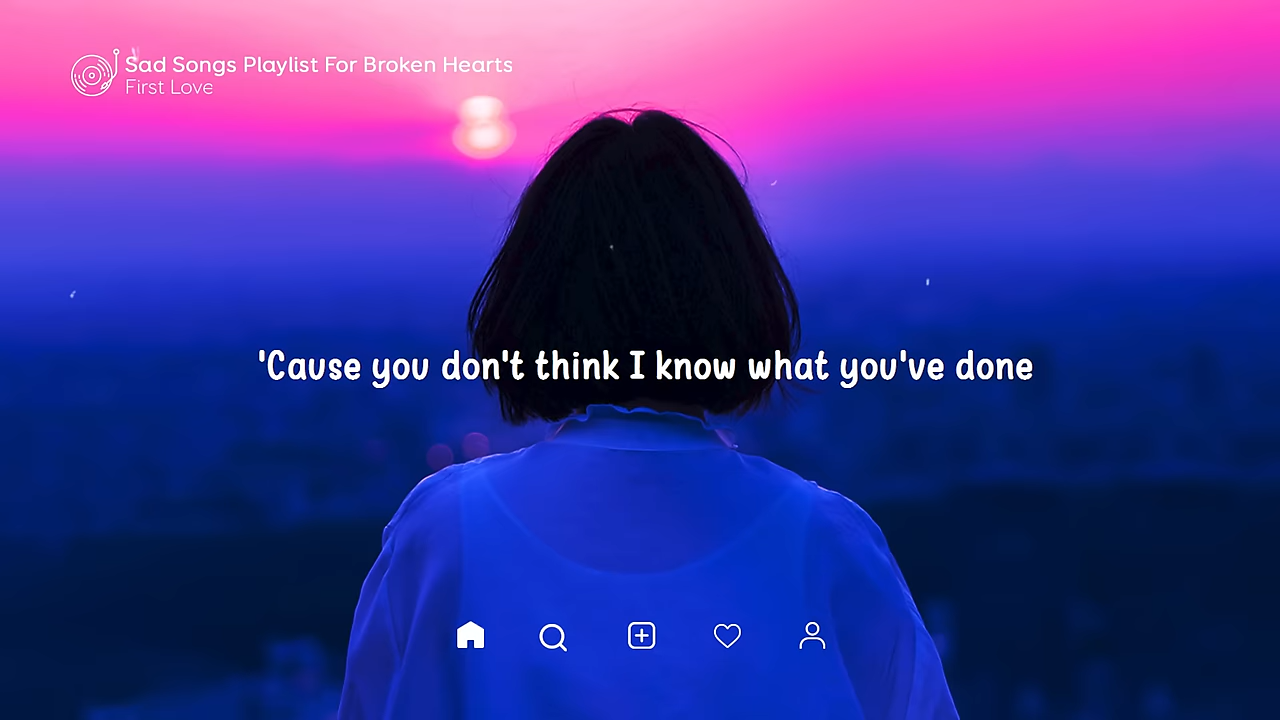 Sad Songs Playlist For Broken Hearts
First Love
'Cause you don't think I know what you've done